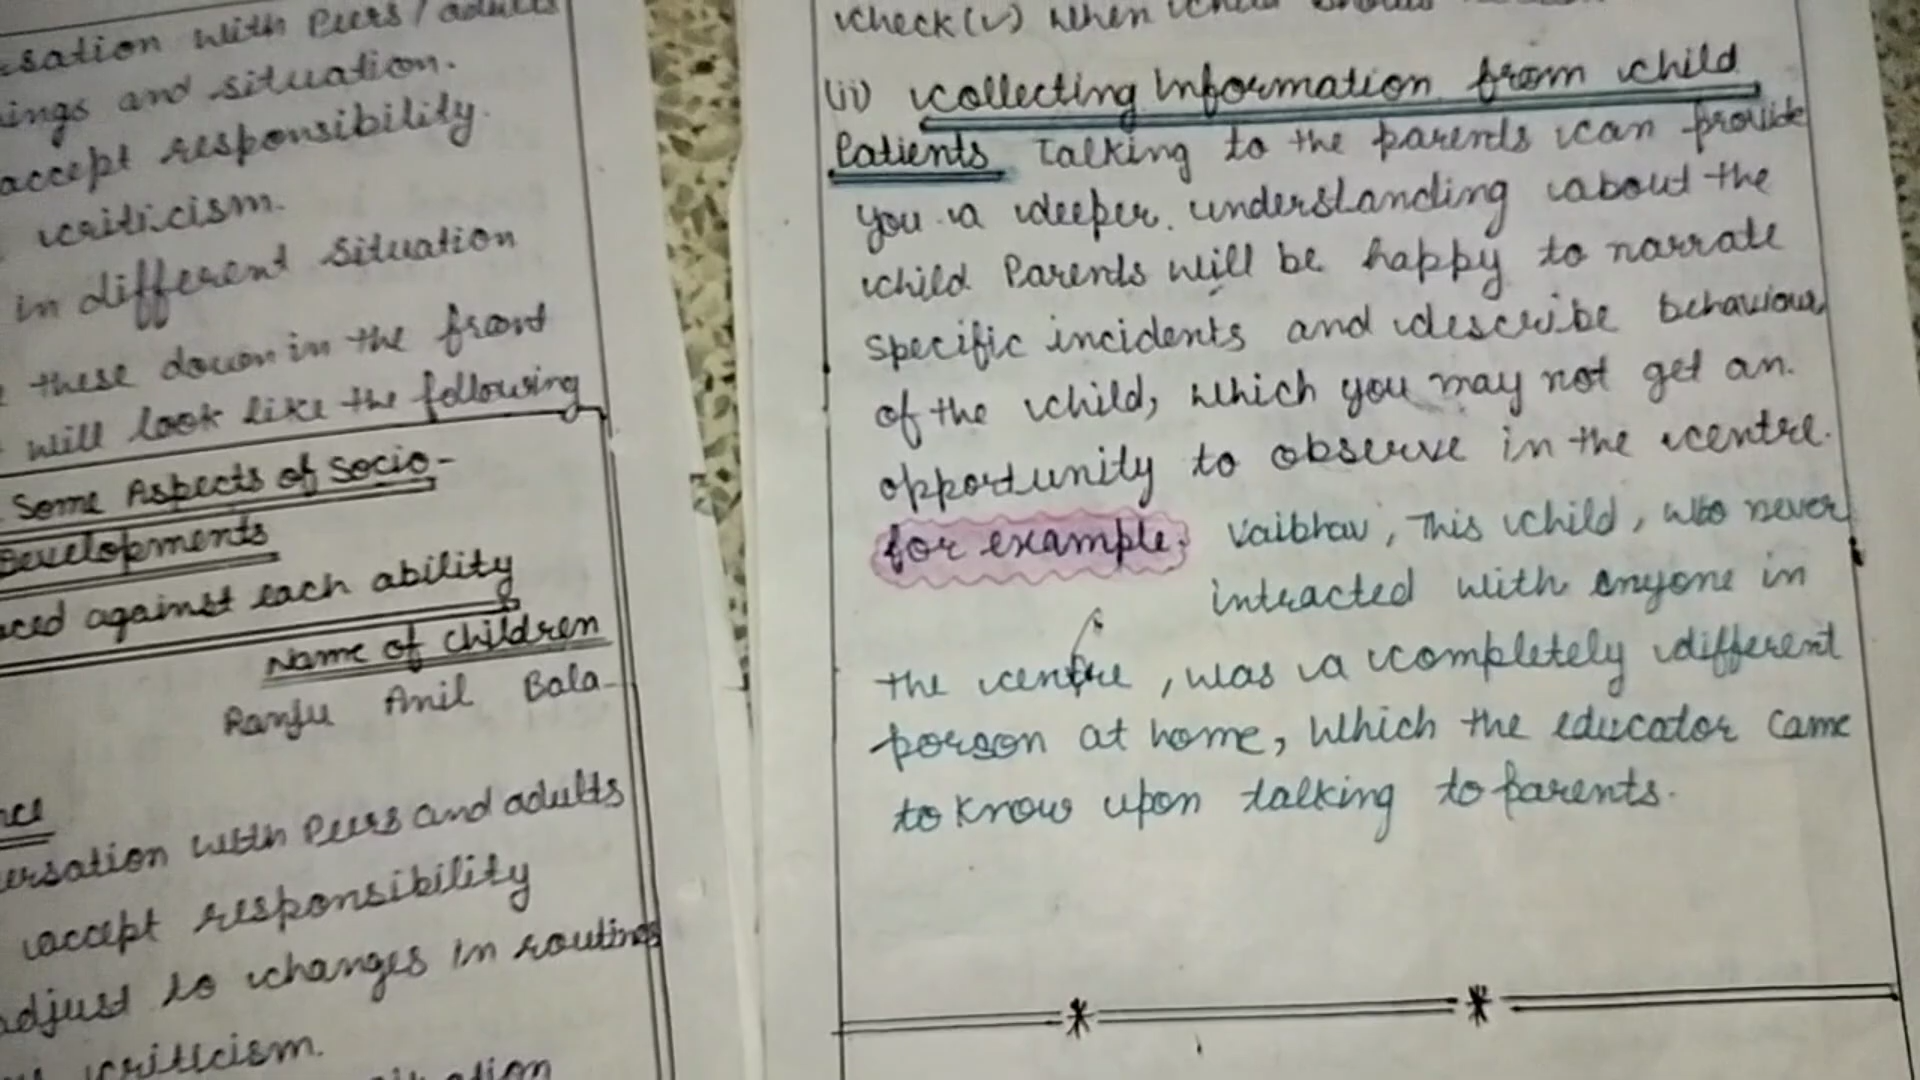 sation with Peers / adults
ings and situation.
accept responsibility.
criticism.
in different situation
these down in the front
will look like the following
Some Aspects of Socio-
Developments
aced against each ability
Name of children
Ranju Anil Bala-
nce
ersation with Peers and adults
accept responsibility
adjust to changes in routines
criticism.
check (✓) when child
(ii) collecting Information from child
Patients Talking to the parents can provide
you a deeper. understanding about the
child Parents will be happy to narrate
specific incidents and describe behaviour
of the child, which you may not get an.
opportunity to observe in the centre.
for example. Vaibhav, This child, who never
interacted with anyone in
the centre, was a completely different
person at home, which the educator came
to know upon talking to parents.